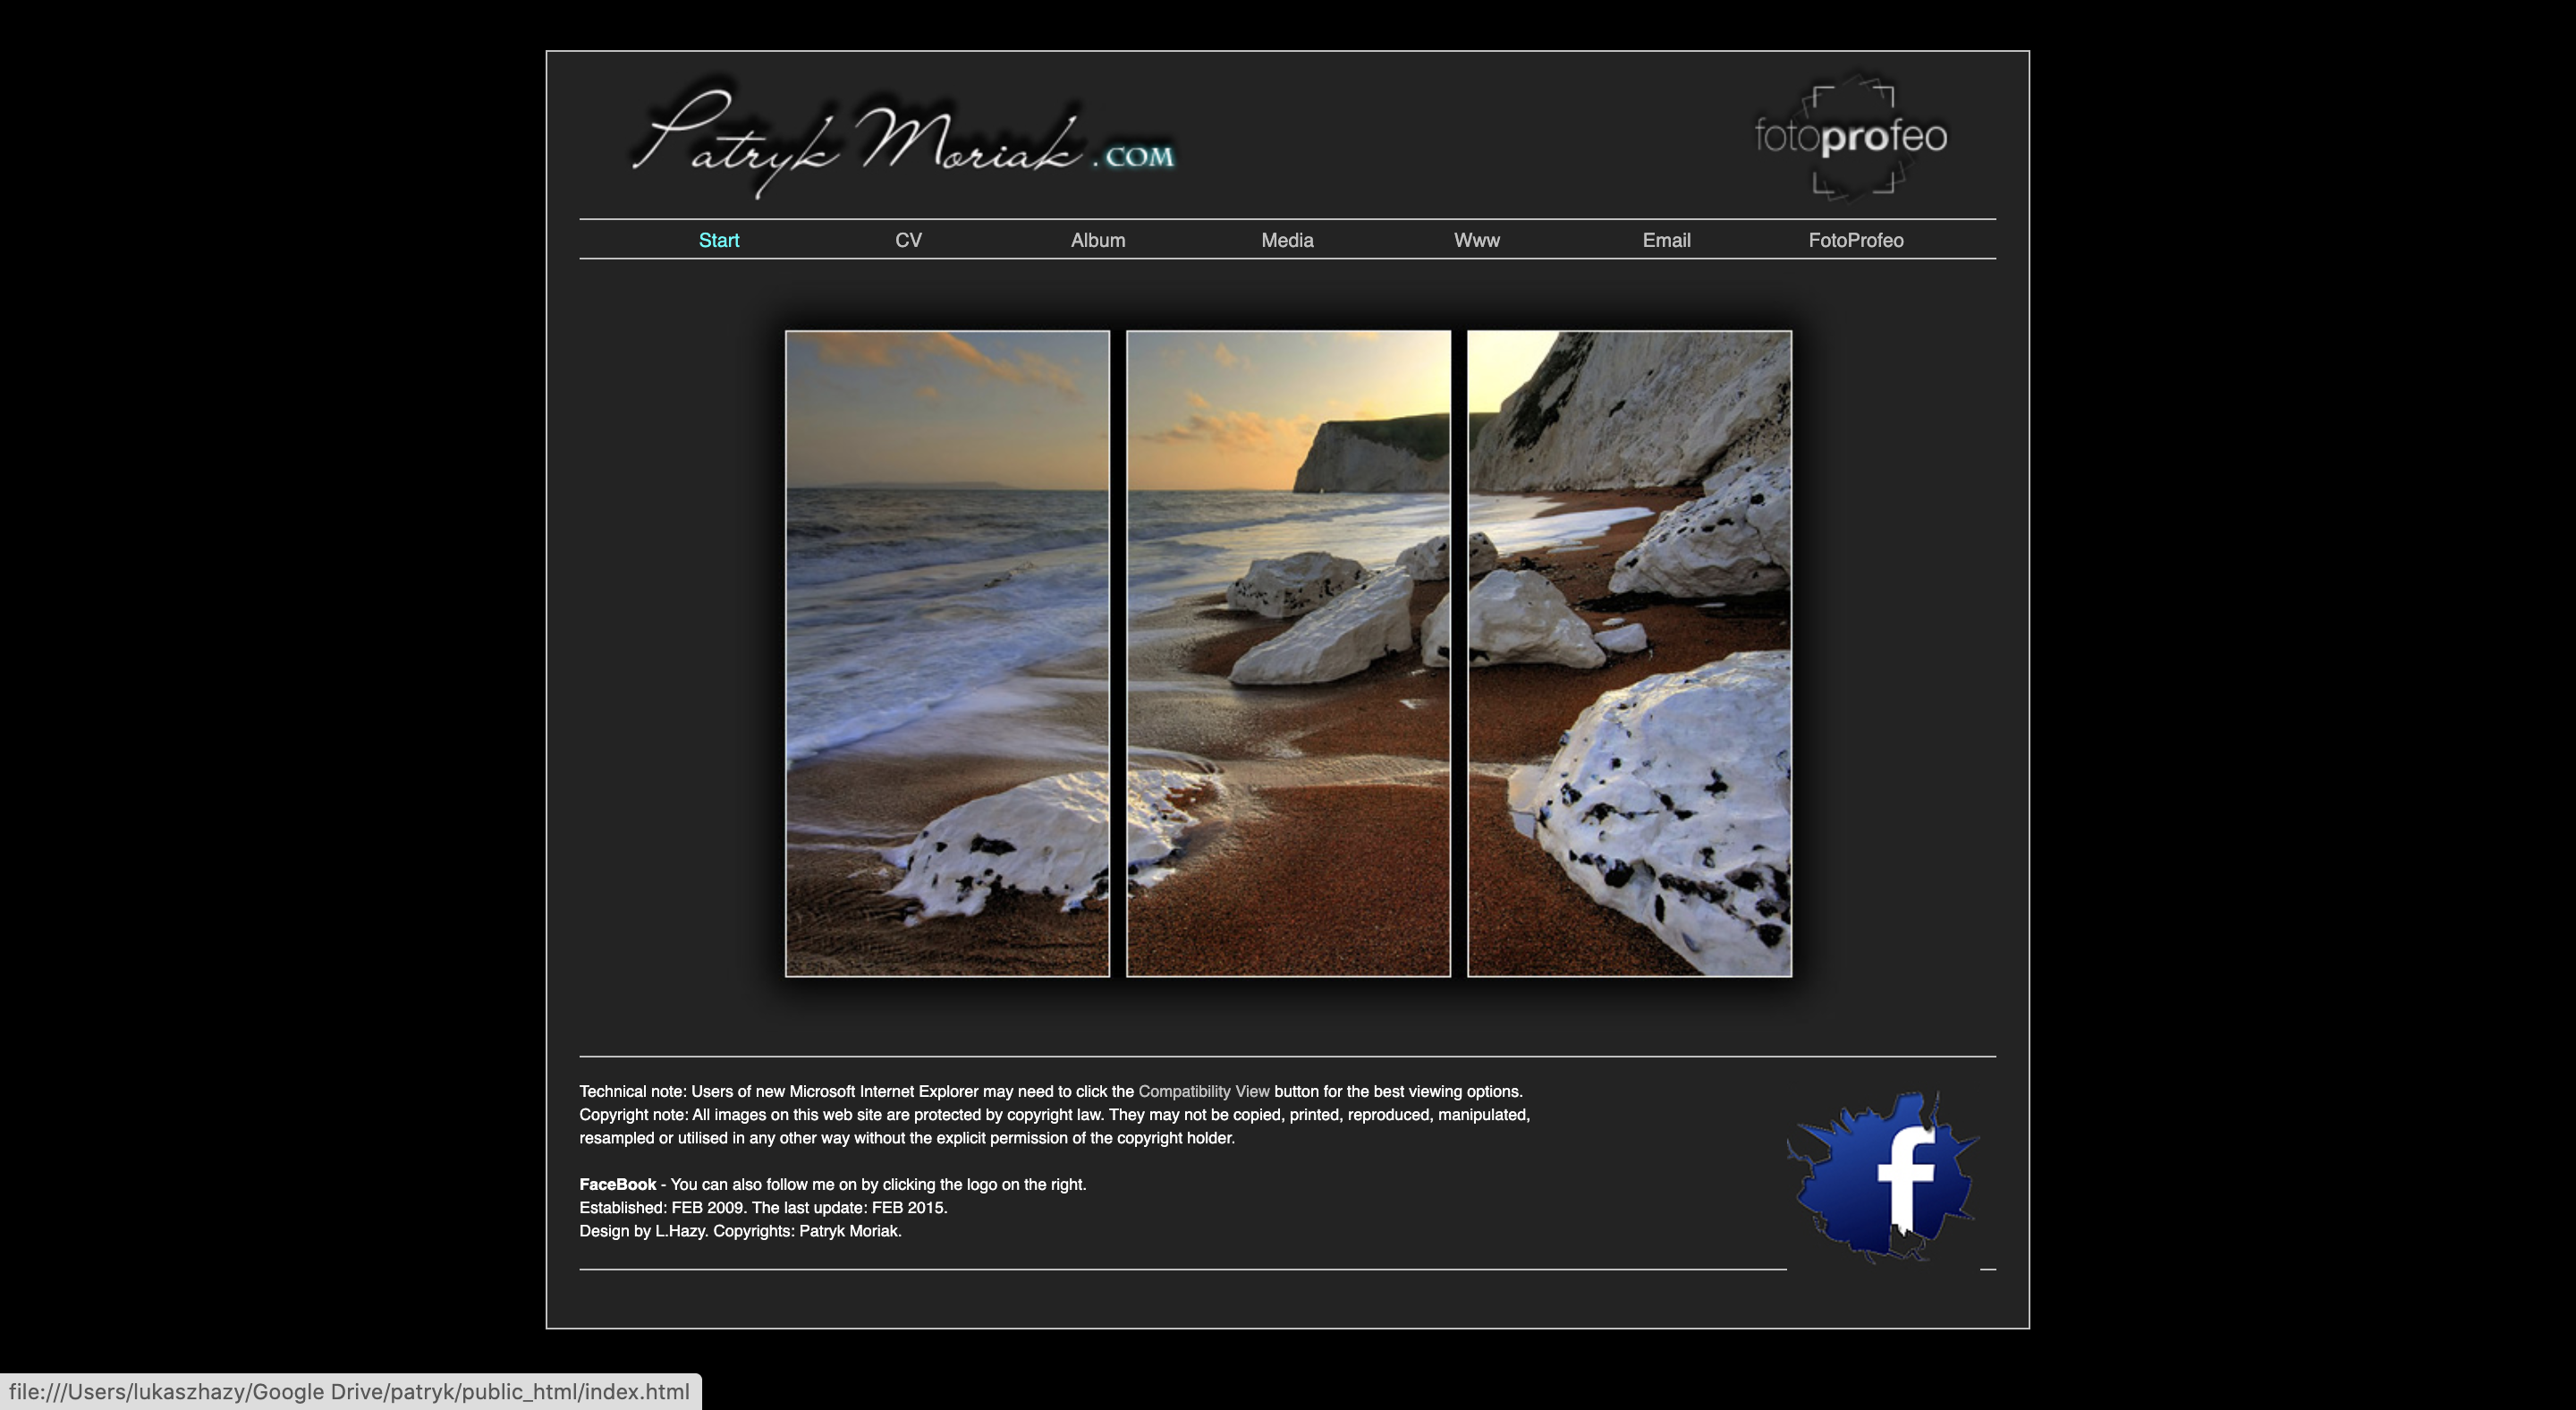 Patryk Moriak .COM
fotoprofeo
Start CV Album Media Www Email FotoProfeo
Technical note: Users of new Microsoft Internet Explorer may need to click the Compatibility View button for the best viewing options.
Copyright note: All images on this web site are protected by copyright law. They may not be copied, printed, reproduced, manipulated,
resampled or utilised in any other way without the explicit permission of the copyright holder.
FaceBook - You can also follow me on by clicking the logo on the right.
Established: FEB 2009. The last update: FEB 2015.
Design by L.Hazy. Copyrights: Patryk Moriak.
f
file:///Users/lukaszhazy/Google Drive/patryk/public_html/index.html